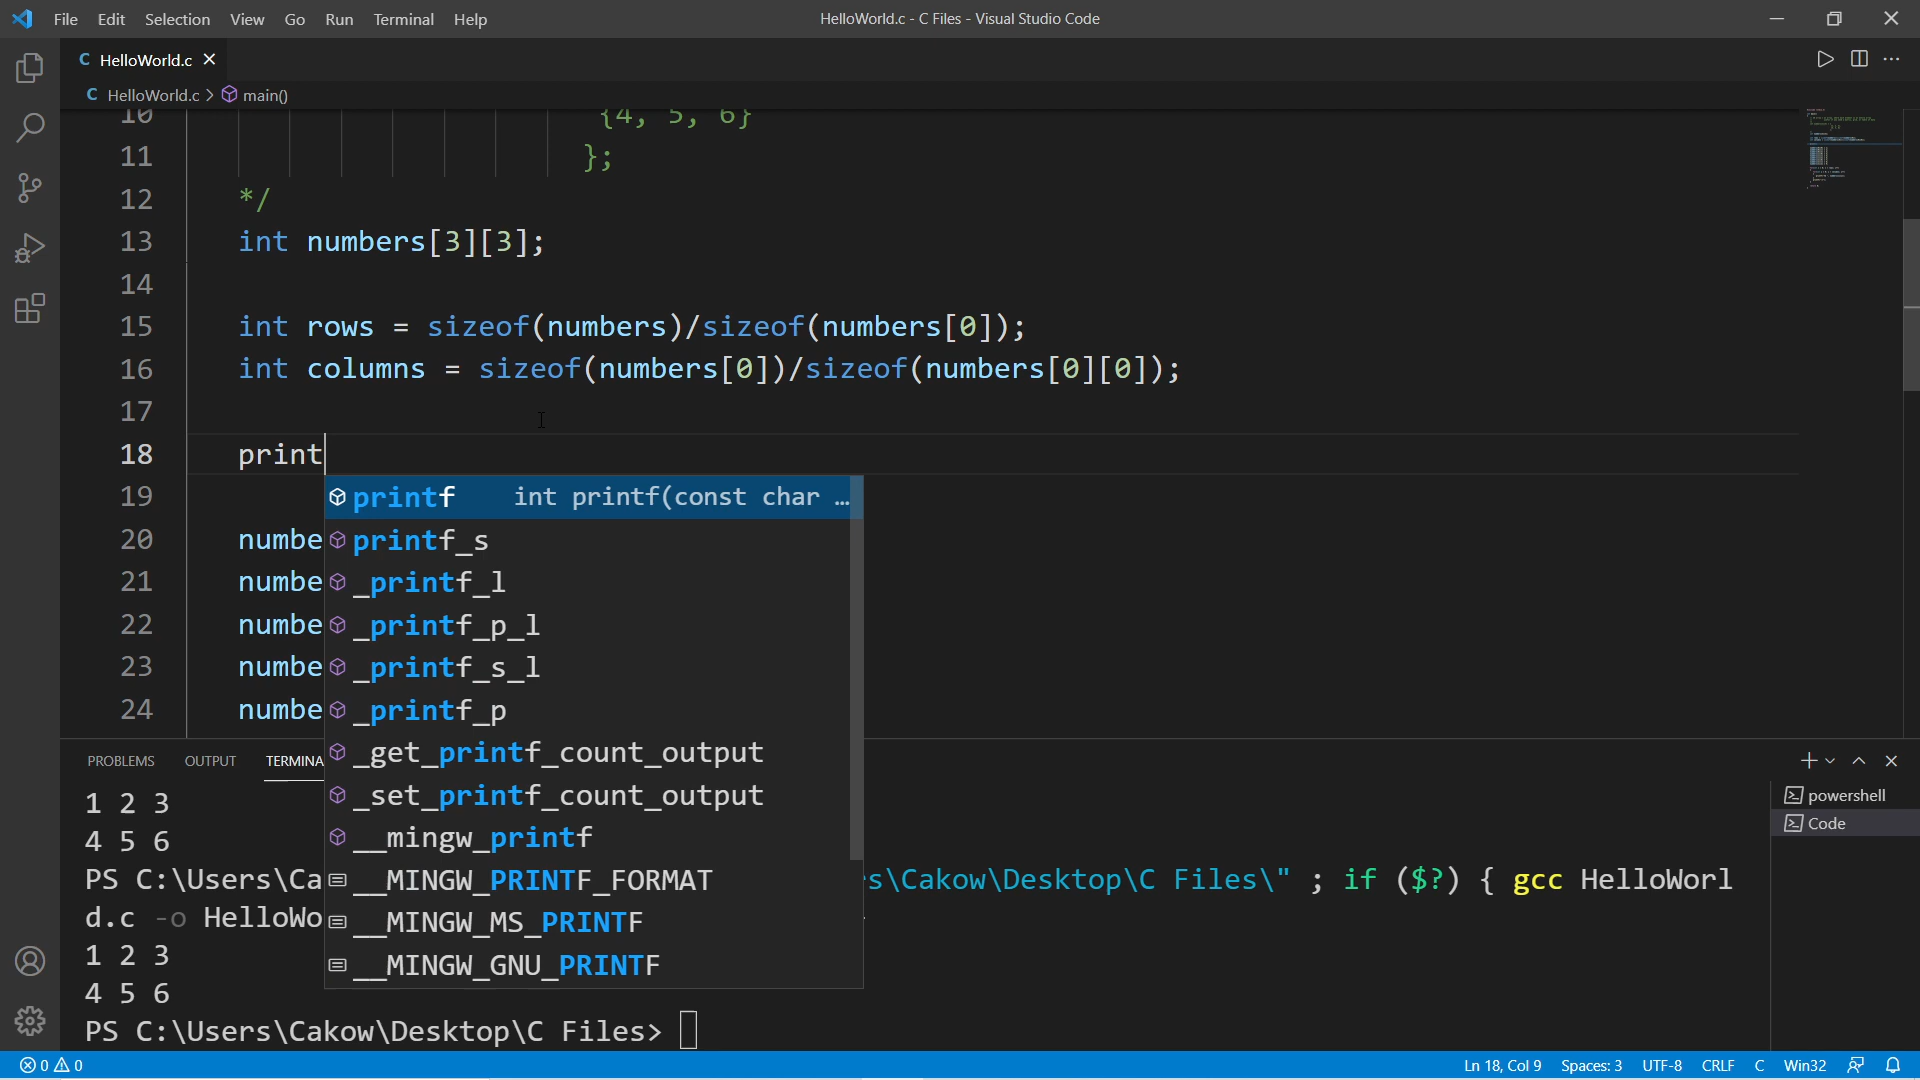 File Edit Selection View Go Run Terminal Help HelloWorld.c - C Files - Visual Studio Code
C HelloWorld.c ×
C HelloWorld.c > main()
10 {4, 5, 6}
11 };
12 */
13 int numbers[3][3];
14
15 int rows = sizeof(numbers)/sizeof(numbers[0]);
16 int columns = sizeof(numbers[0])/sizeof(numbers[0][0]);
17
18 print
printf int printf(const char …
19
20 numbe printf_s
21 numbe _printf_l
22 numbe _printf_p_l
23 numbe _printf_s_l
24 numbe _printf_p
_get_printf_count_output
PROBLEMS OUTPUT TERMINA
_set_printf_count_output
1 2 3
powershell
Code
4 5 6 __mingw_printf
PS C:\Users\Ca __MINGW_PRINTF_FORMAT s\Cakow\Desktop\C Files\" ; if ($?) { gcc HelloWorl
d.c -o HelloWo __MINGW_MS_PRINTF
1 2 3 __MINGW_GNU_PRINTF
4 5 6
PS C:\Users\Cakow\Desktop\C Files>
0 0 Ln 18, Col 9 Spaces: 3 UTF-8 CRLF C Win32